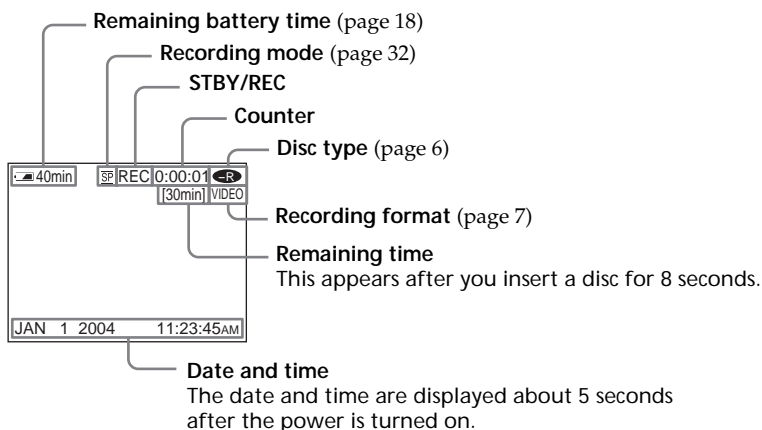 Remaining battery time (page 18)
Recording mode (page 32)
STBY/REC
Counter
Disc type (page 6)
40min SP REC 0:00:01 -R
[30min] VIDEO
Recording format (page 7)
Remaining time
This appears after you insert a disc for 8 seconds.
JAN 1 2004 11:23:45AM
Date and time
The date and time are displayed about 5 seconds
after the power is turned on.